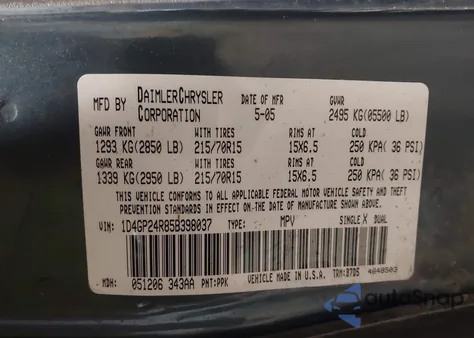 MFD BY DAIMLERCHRYSLER CORPORATION DATE OF MFR 5-05 GVWR 2495 KG(05500 LB)
GAWR FRONT WITH TIRES RIMS AT COLD
1293 KG(2850 LB) 215/70R15 15X6.5 250 KPA( 36 PSI)
GAWR REAR WITH TIRES RIMS AT COLD
1339 KG(2950 LB) 215/70R15 15X6.5 250 KPA( 36 PSI)
THIS VEHICLE CONFORMS TO ALL APPLICABLE FEDERAL MOTOR VEHICLE SAFETY AND
THEFT PREVENTION STANDARDS IN EFFECT ON THE DATE OF MANUFACTURE SHOWN ABOVE.
VIN: 1D4GP24R85B398037 TYPE: MPV SINGLE X DUAL
MDH: 051206 343AA PNT:PPK VEHICLE MADE IN U.S.A. TRM:B7D5 4848503
autoSnap